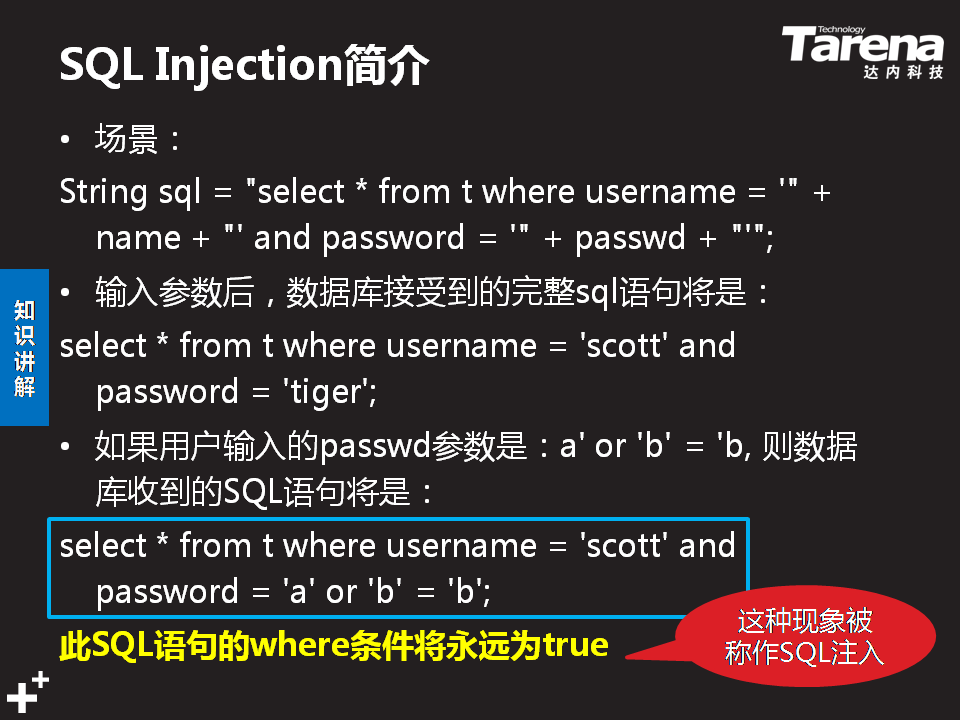 SQL Injection简介
Technology
Tarena
达内科技
• 场景：
String sql = "select * from t where username = '" +
name + "' and password = '" + passwd + "'";
• 输入参数后，数据库接受到的完整sql语句将是：
select * from t where username = 'scott' and
password = 'tiger';
• 如果用户输入的passwd参数是：a' or 'b' = 'b, 则数据
库收到的SQL语句将是：
select * from t where username = 'scott' and
password = 'a' or 'b' = 'b';
此SQL语句的where条件将永远为true
这种现象被
称作SQL注入
知
识
讲
解